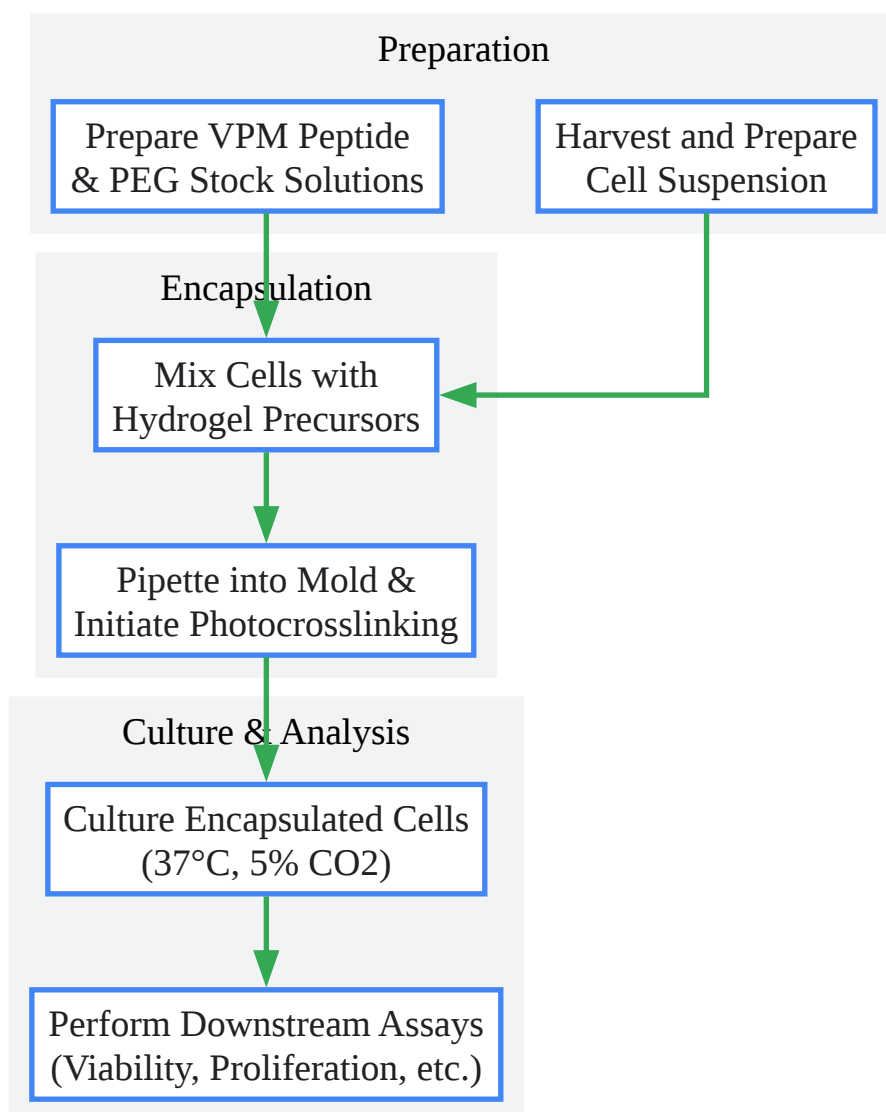 Preparation
Prepare VPM Peptide
& PEG Stock Solutions
Harvest and Prepare
Cell Suspension
Encapsulation
Mix Cells with
Hydrogel Precursors
Pipette into Mold &
Initiate Photocrosslinking
Culture & Analysis
Culture Encapsulated Cells
(37°C, 5% CO2)
Perform Downstream Assays
(Viability, Proliferation, etc.)